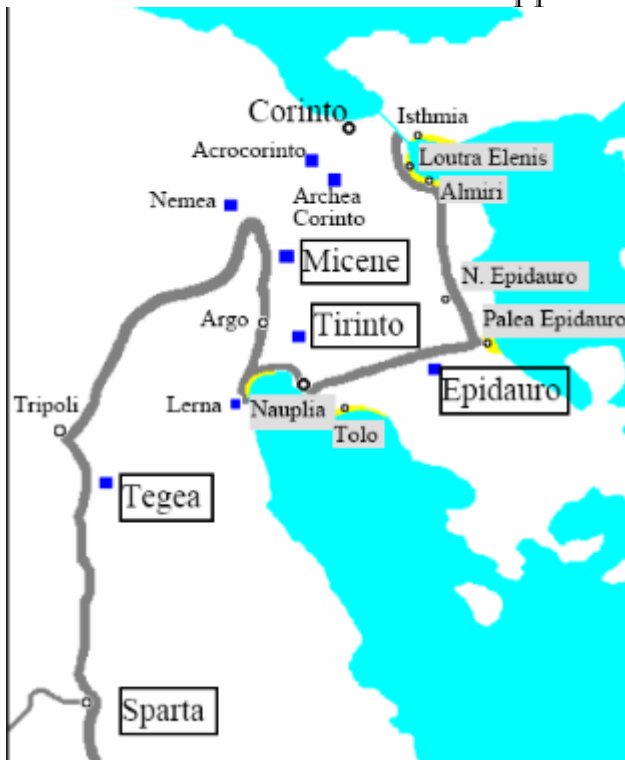 Corinto
Isthmia
Acrocorinto
Loutra Elenis
Nemea
Archea
Corinto
Almiri
Micene
N. Epidauro
Argo
Tirinto
Palea Epidauro
Tripoli
Lerna
Nauplia
Epidauro
Tolo
Tegea
Sparta